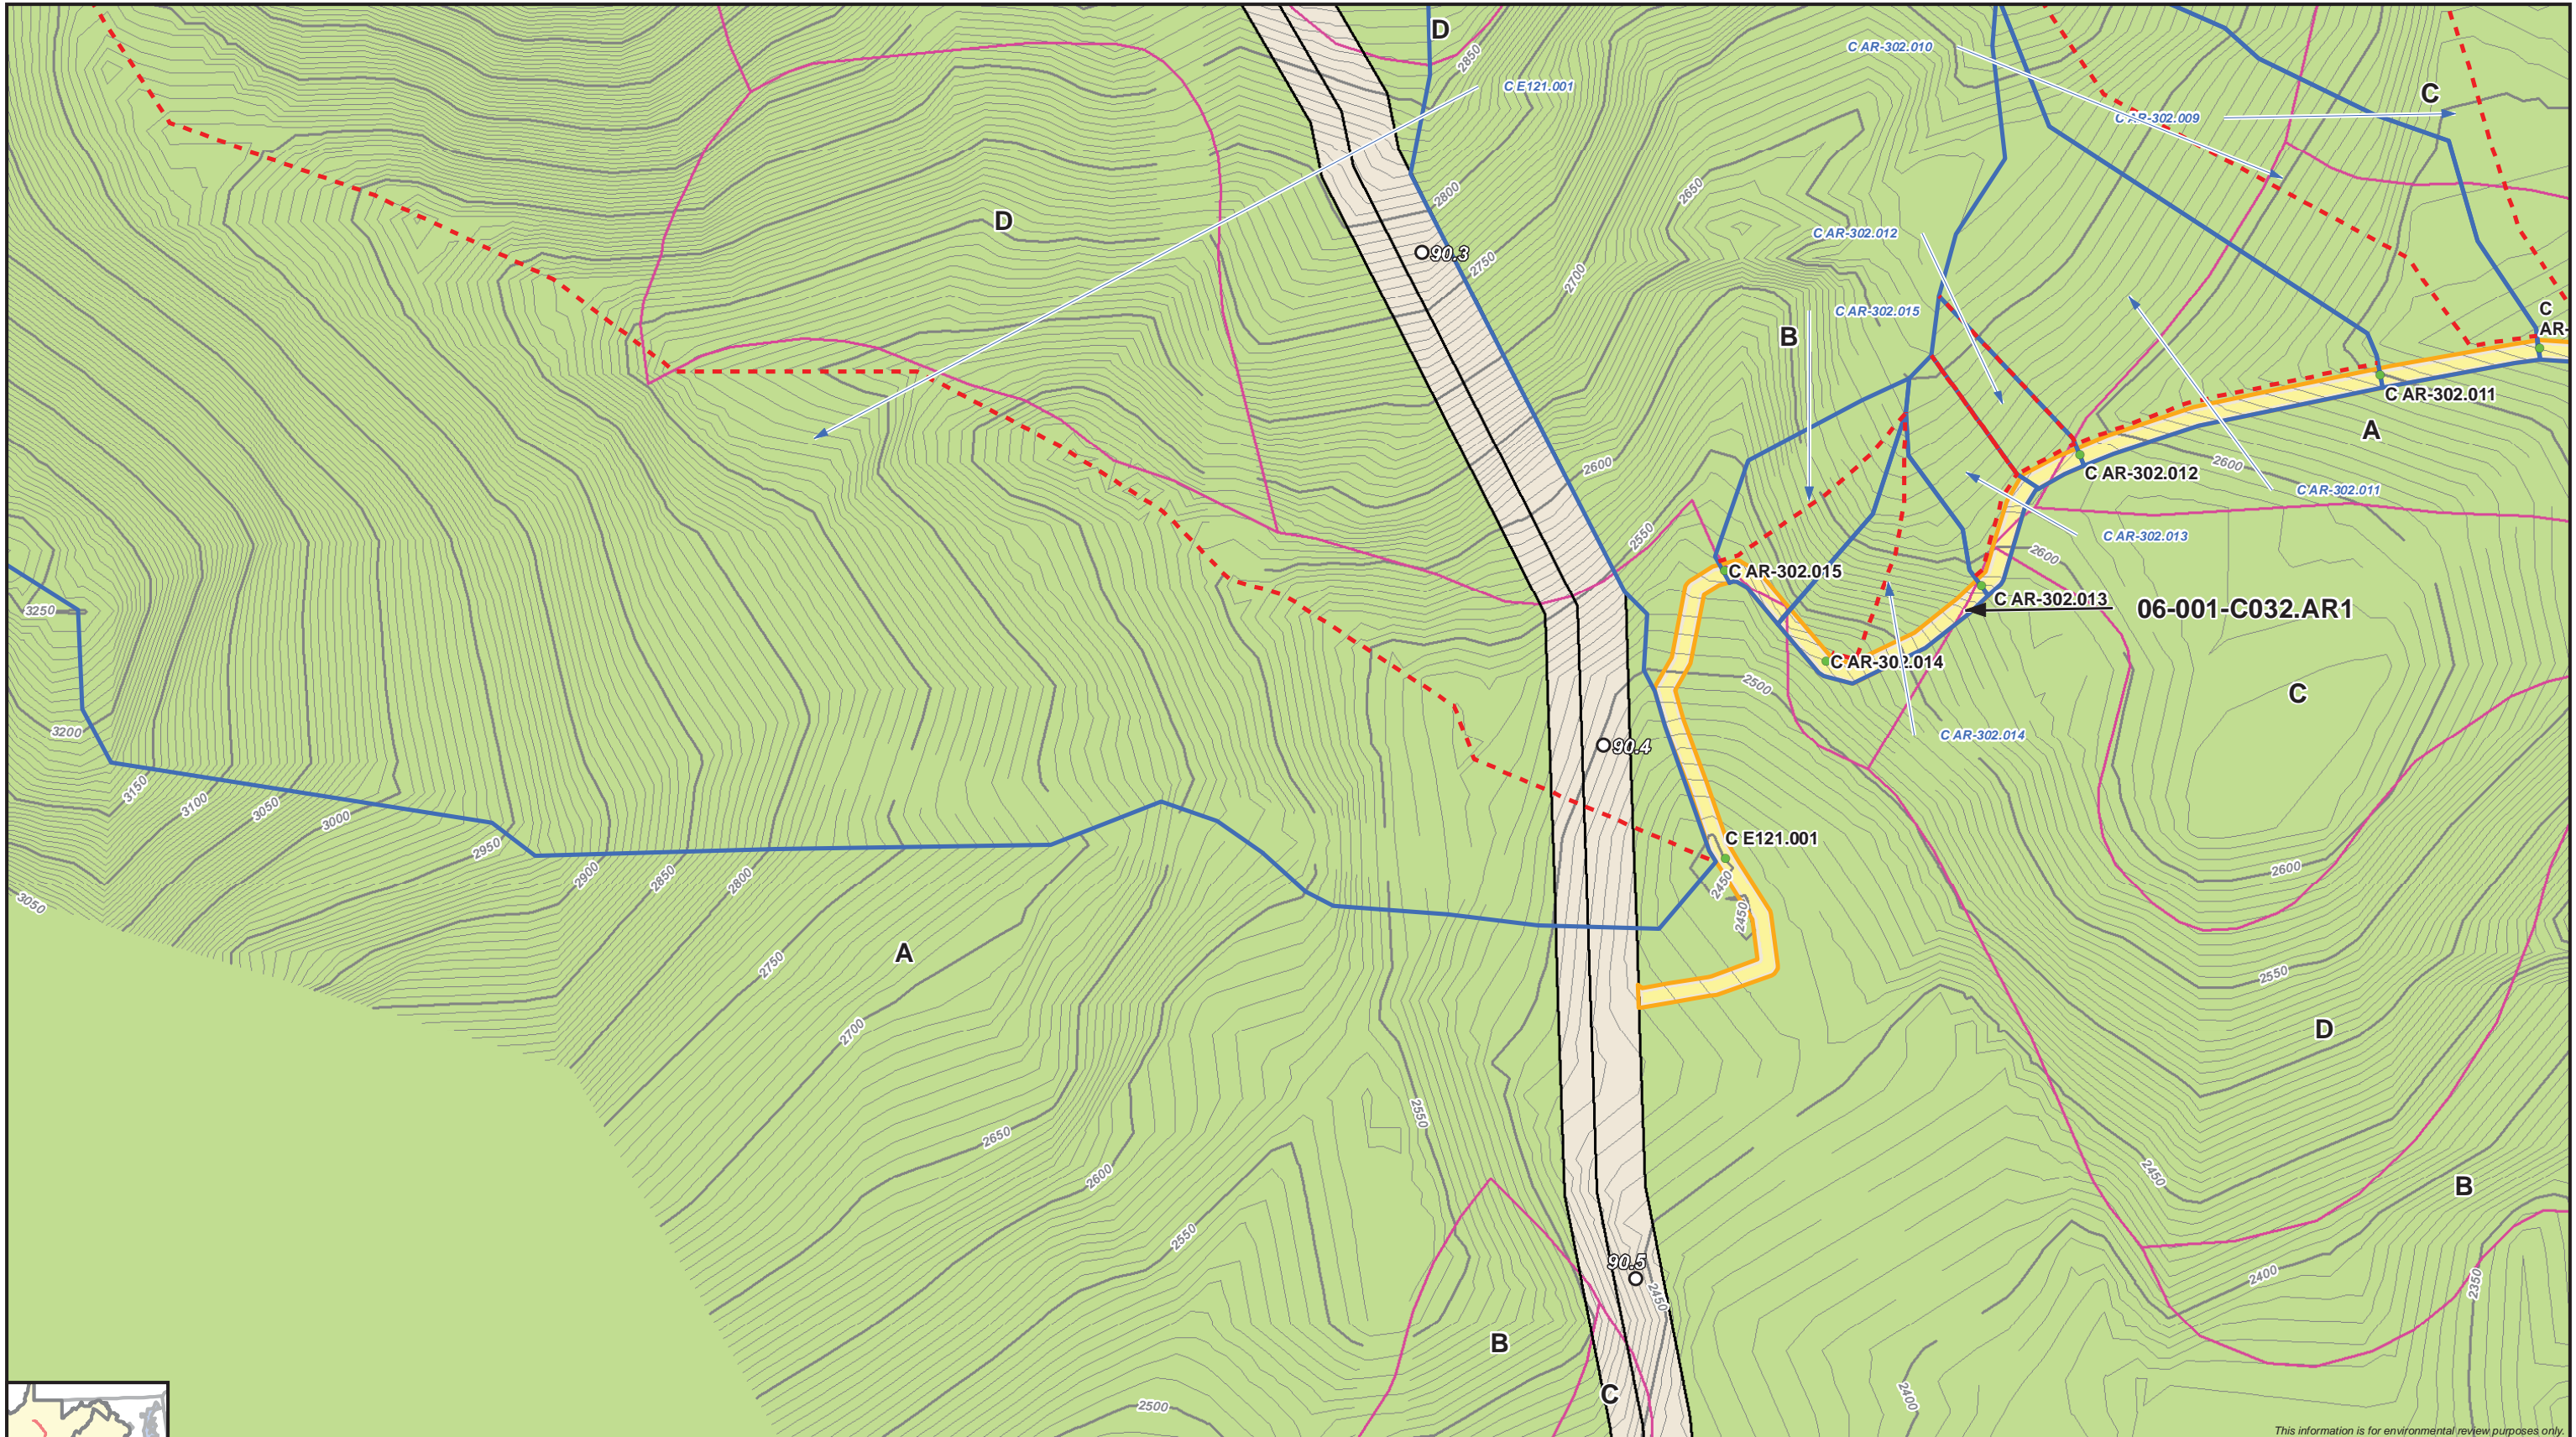 D
2850
C AR-302.010
C E121.001
C
C AR-302.009
2650
2800
D
C AR-302.012
90.3
2750
2700
C AR-302.015
C
AR-
B
C AR-302.011
A
2600
2600
C AR-302.012
C AR-302.011
2550
C AR-302.013
2600
C AR-302.015
C AR-302.013
06-001-C032.AR1
3250
C AR-302.014
2500
C
3200
C AR-302.014
90.4
3150
3100
3050
3000
C E121.001
2950
2900
2850
2800
2450
2600
3050
2450
A
2750
2550
2700
D
2550
2650
2600
2450
B
2550
90.5
2450
2400
2350
B
C
2500
2400
This information is for environmental review purposes only.